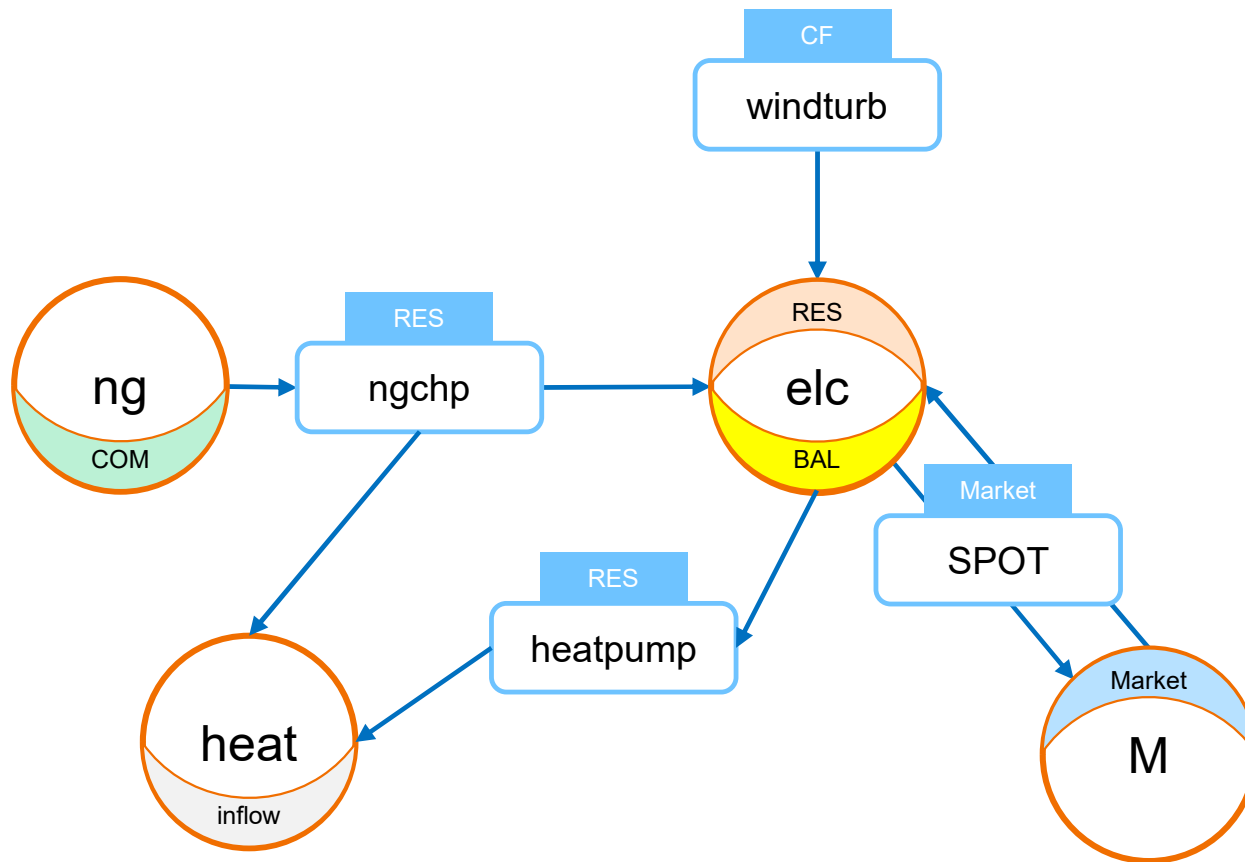 CF
windturb
RES
ngchp
ng
COM
RES
elc
BAL
Market
SPOT
RES
heatpump
heat
inflow
Market
M